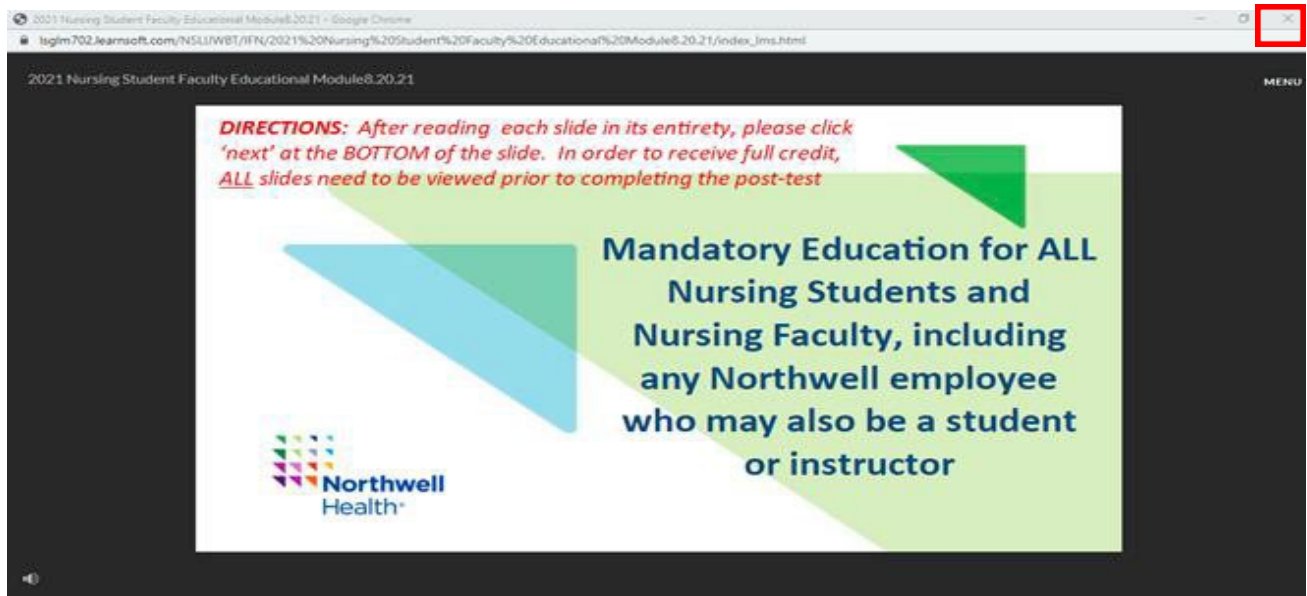 2021 Nursing Student Faculty Educational Module8.20.21 - Google Chrome
lsglm702.learnsoft.com/NSLIJWBT/IFN/2021%20Nursing%20Student%20Faculty%20Educational%20Module8.20.21/index_lms.html
2021 Nursing Student Faculty Educational Module8.20.21
MENU
DIRECTIONS: After reading each slide in its entirety, please click
'next' at the BOTTOM of the slide. In order to receive full credit,
ALL slides need to be viewed prior to completing the post-test
Mandatory Education for ALL
Nursing Students and
Nursing Faculty, including
any Northwell employee
who may also be a student
or instructor
Northwell
Health